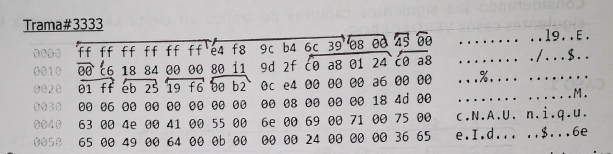 Trama#3333
0000 ff ff ff ff ff ff e4 f8 9c b4 6c 39 08 00 45 00 ........ ..l9..E.
0010 00 c6 18 84 00 00 80 11 9d 2f c0 a8 01 24 c0 a8 ........ ./...$..
0020 01 ff eb 25 19 f6 00 b2 0c e4 00 00 00 a6 00 00 ...%.... ........
0030 00 06 00 00 00 00 00 00 00 08 00 00 00 18 4d 00 ........ ......M.
0040 63 00 4e 00 41 00 55 00 6e 00 69 00 71 00 75 00 c.N.A.U. n.i.q.u.
0050 65 00 49 00 64 00 0b 00 00 00 24 00 00 00 36 65 e.I.d... ..$...6e